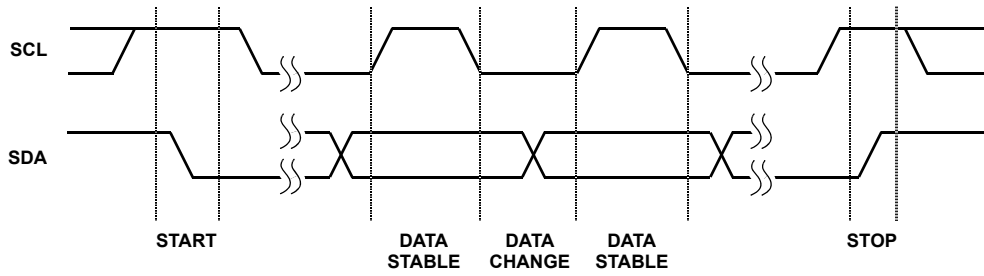 SCL
SDA
START
DATA
STABLE
DATA
CHANGE
DATA
STABLE
STOP